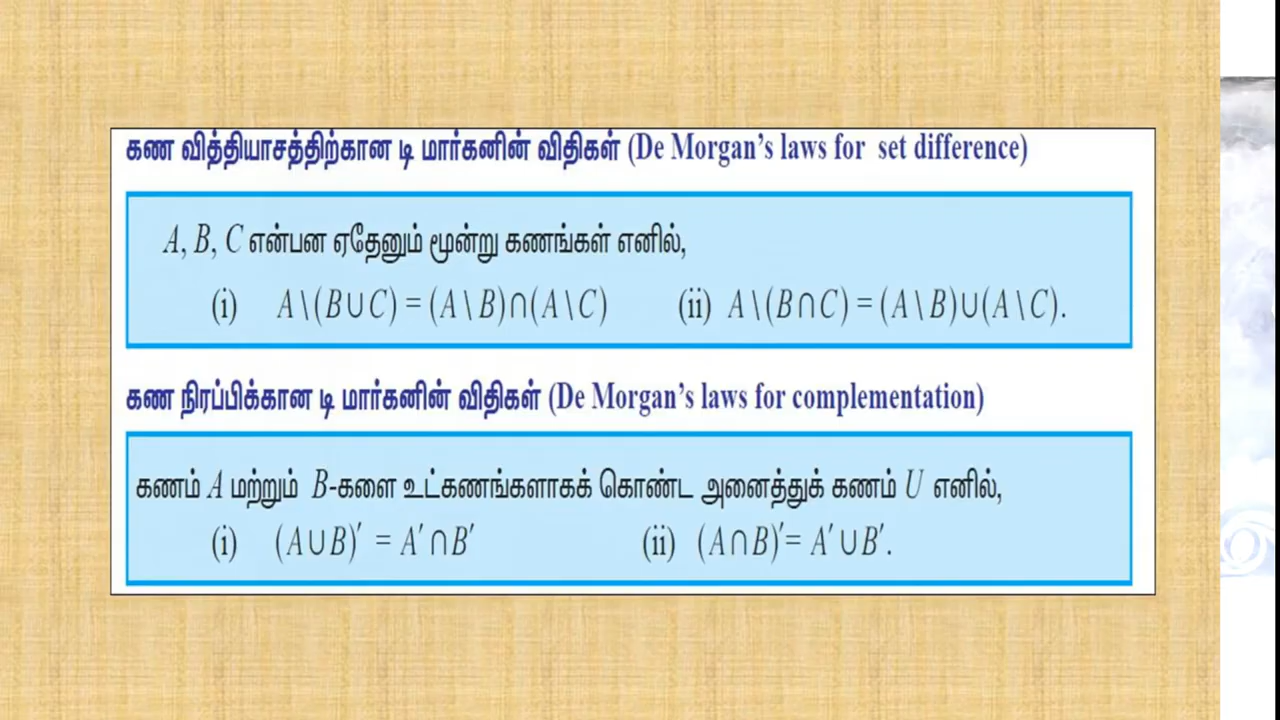 கண வித்தியாசத்திற்கான டி மார்கனின் விதிகள் (De Morgan’s laws for set difference)
A, B, C என்பன ஏதேனும் மூன்று கணங்கள் எனில்,
(i) A \ (B ∪ C) = (A \ B) ∩ (A \ C) (ii) A \ (B ∩ C) = (A \ B) ∪ (A \ C).
கண நிரப்பிக்கான டி மார்கனின் விதிகள் (De Morgan’s laws for complementation)
கணம் A மற்றும் B-களை உட்கணங்களாகக் கொண்ட அனைத்துக் கணம் U எனில்,
(i) (A ∪ B)′ = A′ ∩ B′ (ii) (A ∩ B)′ = A′ ∪ B′.